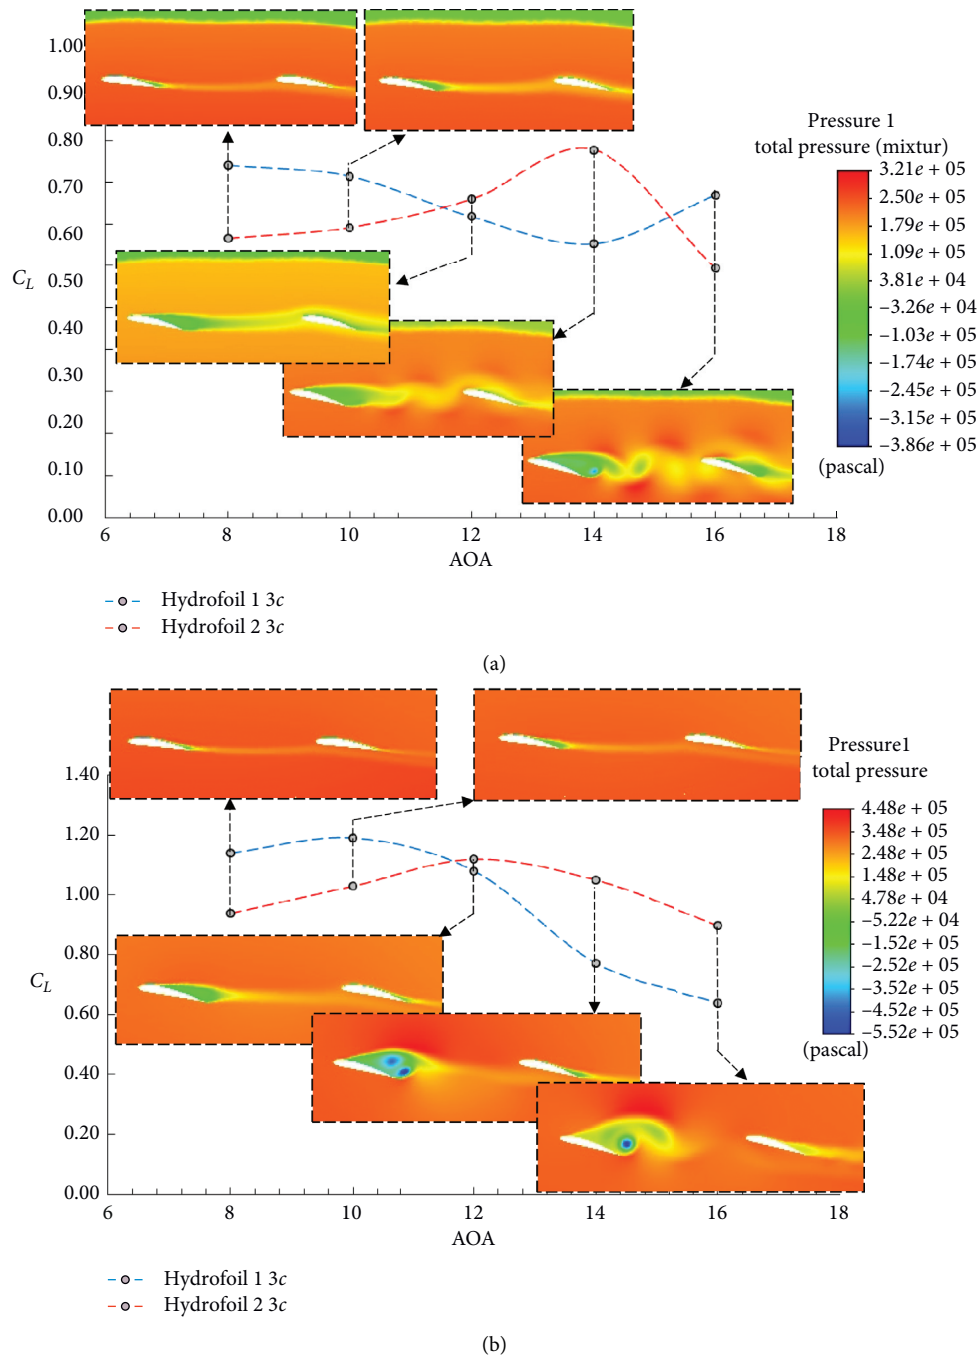 1.00
0.90
0.80
0.70
0.60
0.50
0.40
0.30
0.20
0.10
0.00
C_L
6 8 10 12 14 16 18
AOA
Pressure 1
total pressure (mixtur)
3.21e + 05
2.50e + 05
1.79e + 05
1.09e + 05
3.81e + 04
−3.26e + 04
−1.03e + 05
−1.74e + 05
−2.45e + 05
−3.15e + 05
−3.86e + 05
(pascal)
Hydrofoil 1 3c
Hydrofoil 2 3c
(a)
1.40
1.20
1.00
0.80
0.60
0.40
0.20
0.00
C_L
6 8 10 12 14 16 18
AOA
Pressure1
total pressure
4.48e + 05
3.48e + 05
2.48e + 05
1.48e + 05
4.78e + 04
−5.22e + 04
−1.52e + 05
−2.52e + 05
−3.52e + 05
−4.52e + 05
−5.52e + 05
(pascal)
Hydrofoil 1 3c
Hydrofoil 2 3c
(b)